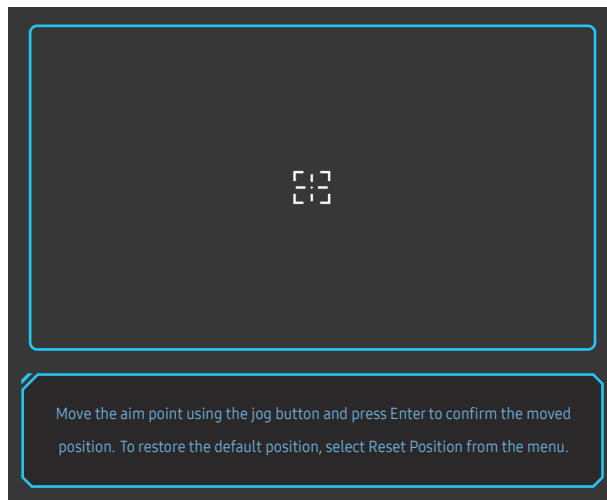 Move the aim point using the jog button and press Enter to confirm the moved
position. To restore the default position, select Reset Position from the menu.